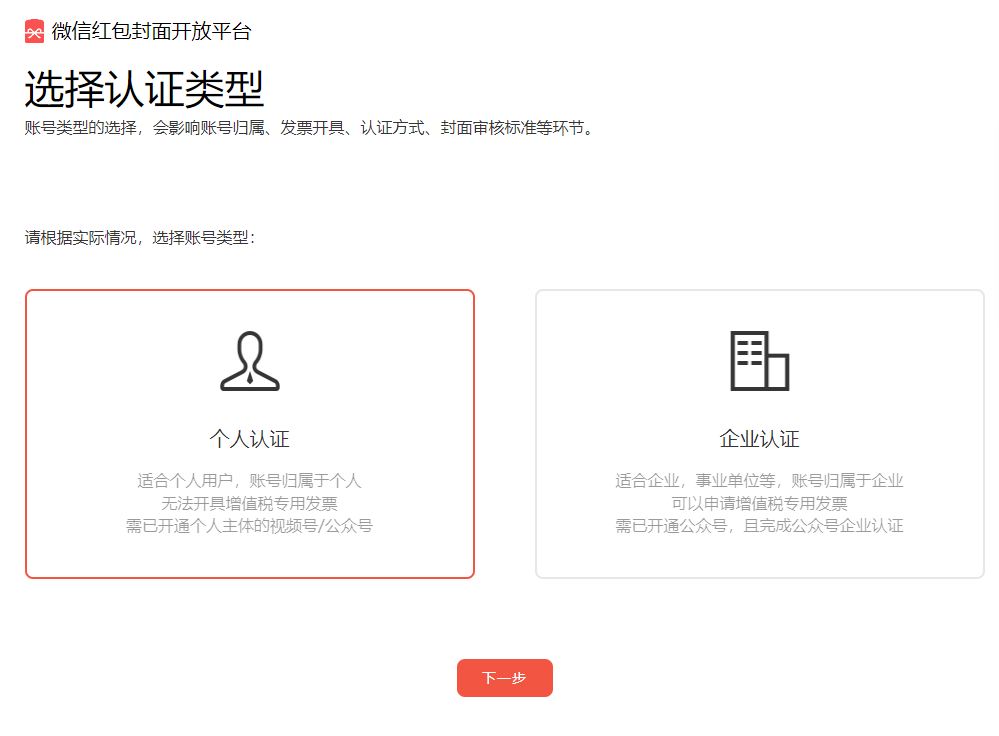 微信红包封面开放平台
选择认证类型
账号类型的选择，会影响账号归属、发票开具、认证方式、封面审核标准等环节。
请根据实际情况，选择账号类型：
个人认证
适合个人用户，账号归属于个人
无法开具增值税专用发票
需已开通个人主体的视频号/公众号
企业认证
适合企业，事业单位等，账号归属于企业
可以申请增值税专用发票
需已开通公众号，且完成公众号企业认证
下一步